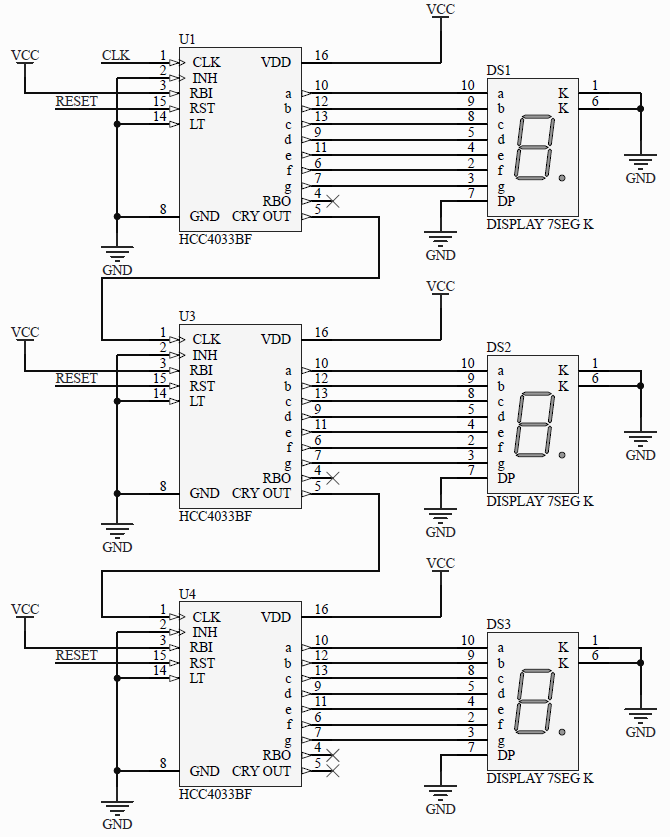 VCC
U1
VCC
CLK 1 CLK VDD 16
2 INH
DS1
3 RBI a 10 10 a K 1
RESET 15 RST b 12 9 b K 6
14 LT c 13 8 c
d 9 5 d
e 11 4 e
f 6 2 f
g 7 3 g
RBO 4 7 DP
GND
8 GND CRY OUT 5
HCC4033BF
DISPLAY 7SEG K
GND
GND
VCC
U3
VCC
1 CLK VDD 16
2 INH
DS2
3 RBI a 10 10 a K 1
RESET 15 RST b 12 9 b K 6
14 LT c 13 8 c
d 9 5 d
e 11 4 e
f 6 2 f
g 7 3 g
RBO 4 7 DP
GND
8 GND CRY OUT 5
HCC4033BF
DISPLAY 7SEG K
GND
GND
VCC
U4
VCC
1 CLK VDD 16
2 INH
DS3
3 RBI a 10 10 a K 1
RESET 15 RST b 12 9 b K 6
14 LT c 13 8 c
d 9 5 d
e 11 4 e
f 6 2 f
g 7 3 g
RBO 4 7 DP
GND
8 GND CRY OUT 5
HCC4033BF
DISPLAY 7SEG K
GND
GND